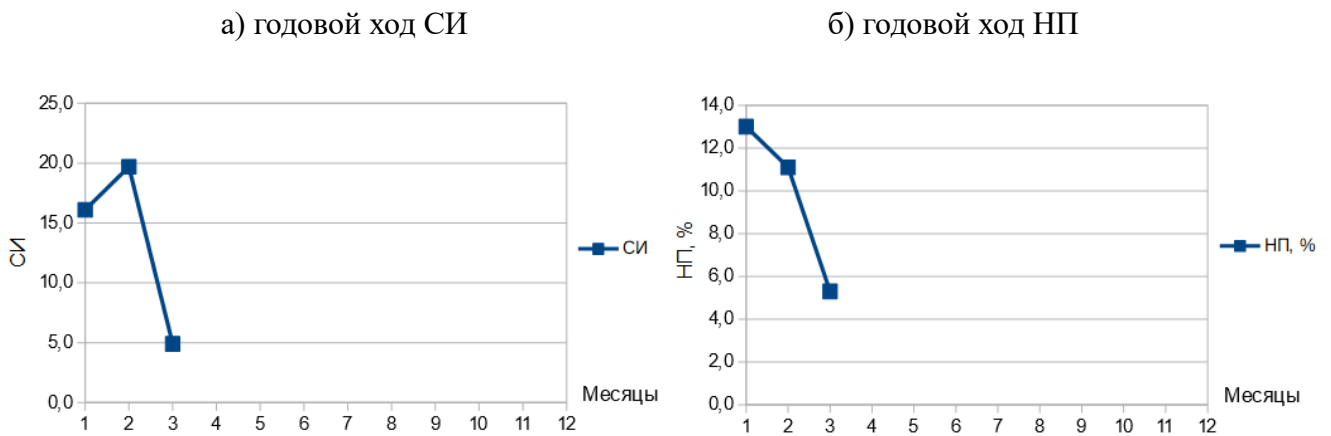 а) годовой ход СИ
б) годовой ход НП
25,0
20,0
15,0
10,0
5,0
0,0
СИ
1 2 3 4 5 6 7 8 9 10 11 12
Месяцы
СИ
14,0
12,0
10,0
8,0
6,0
4,0
2,0
0,0
НП, %
1 2 3 4 5 6 7 8 9 10 11 12
Месяцы
НП, %